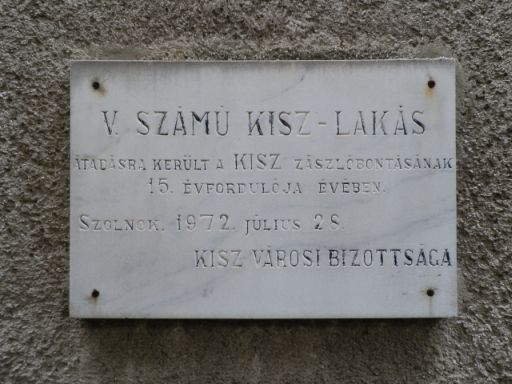 V. SZÁMÚ KISZ-LAKÁS
ÁTADÁSRA KERÜLT A KISZ ZÁSZLÓBONTÁSÁNAK
15. ÉVFORDULÓJA ÉVÉBEN.
SZOLNOK. 1972. JÚLIUS 28.
KISZ VÁROSI BIZOTTSÁGA